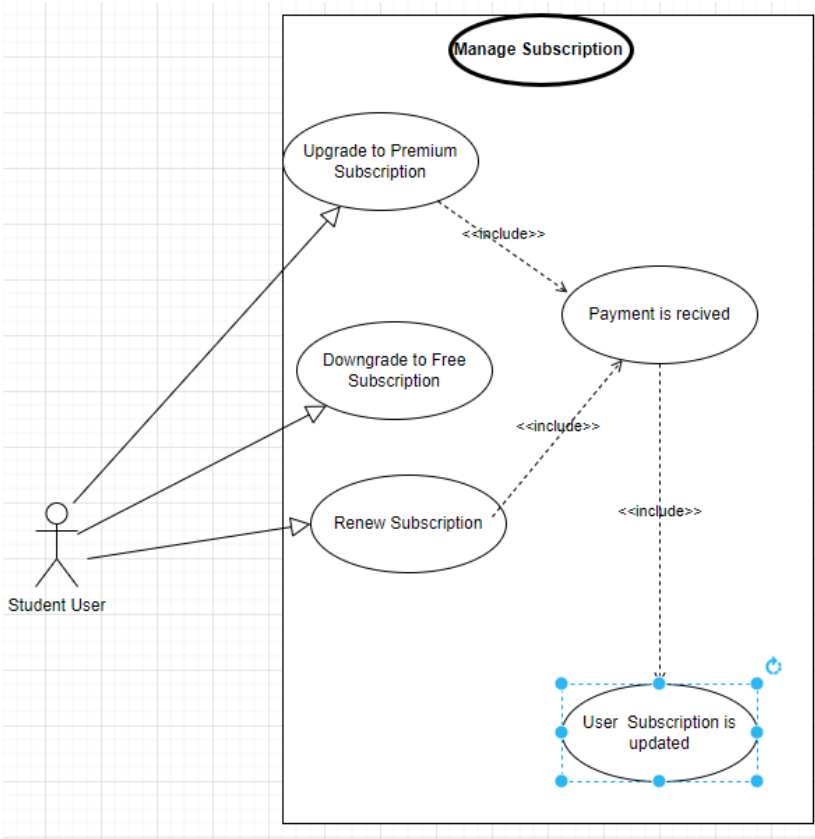 Manage Subscription
Upgrade to Premium
Subscription
<<include>>
Payment is recived
Downgrade to Free
Subscription
<<include>>
Renew Subscription
<<include>>
Student User
User Subscription is
updated